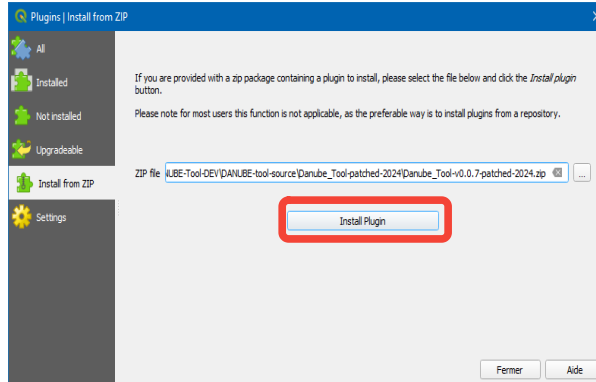 Plugins | Install from ZIP
All
Installed
Not installed
Upgradeable
Install from ZIP
Settings
If you are provided with a zip package containing a plugin to install, please select the file below and click the Install plugin
button.
Please note for most users this function is not applicable, as the preferable way is to install plugins from a repository.
ZIP file UBE-Tool-DEV\DANUBE-tool-source\Danube_Tool-patched-2024\Danube_Tool-v0.0.7-patched-2024.zip ...
Install Plugin
Fermer Aide